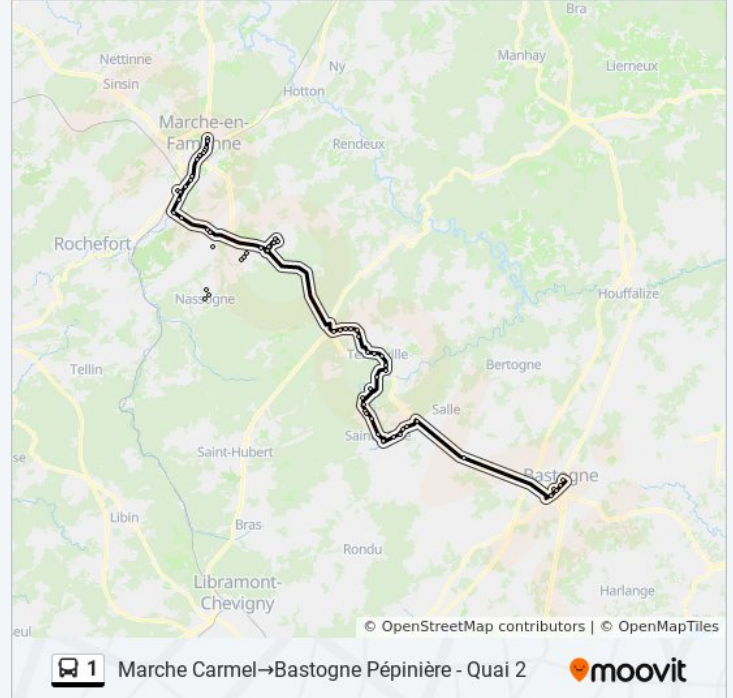 Bra
Nettinne
Ny
Manhay
Lierneux
Sinsin
Hotton
Marche-en-
Famenne
Rendeux
Rochefort
Nassogne
Houffalize
Tellin
Bertogne
Salle
Saint-Hubert
Bastogne
Libin
Bras
Rondu
Libramont-
Chevigny
Harlange
© OpenStreetMap contributors | © OpenMapTiles
1 Marche Carmel→Bastogne Pépinière - Quai 2 moovit